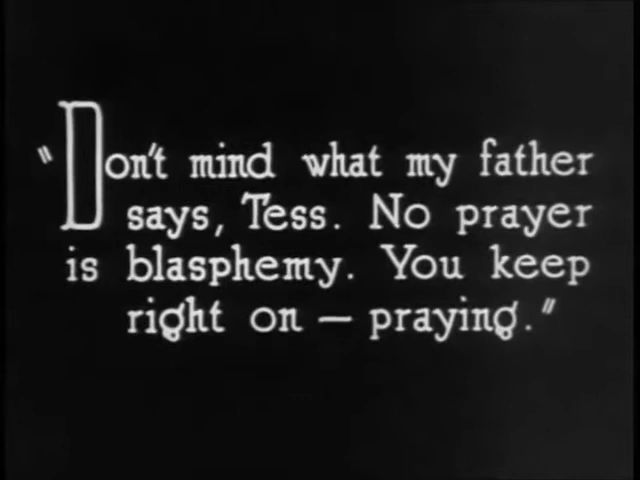 "Don't mind what my father
says, Tess. No prayer
is blasphemy. You keep
right on — praying."